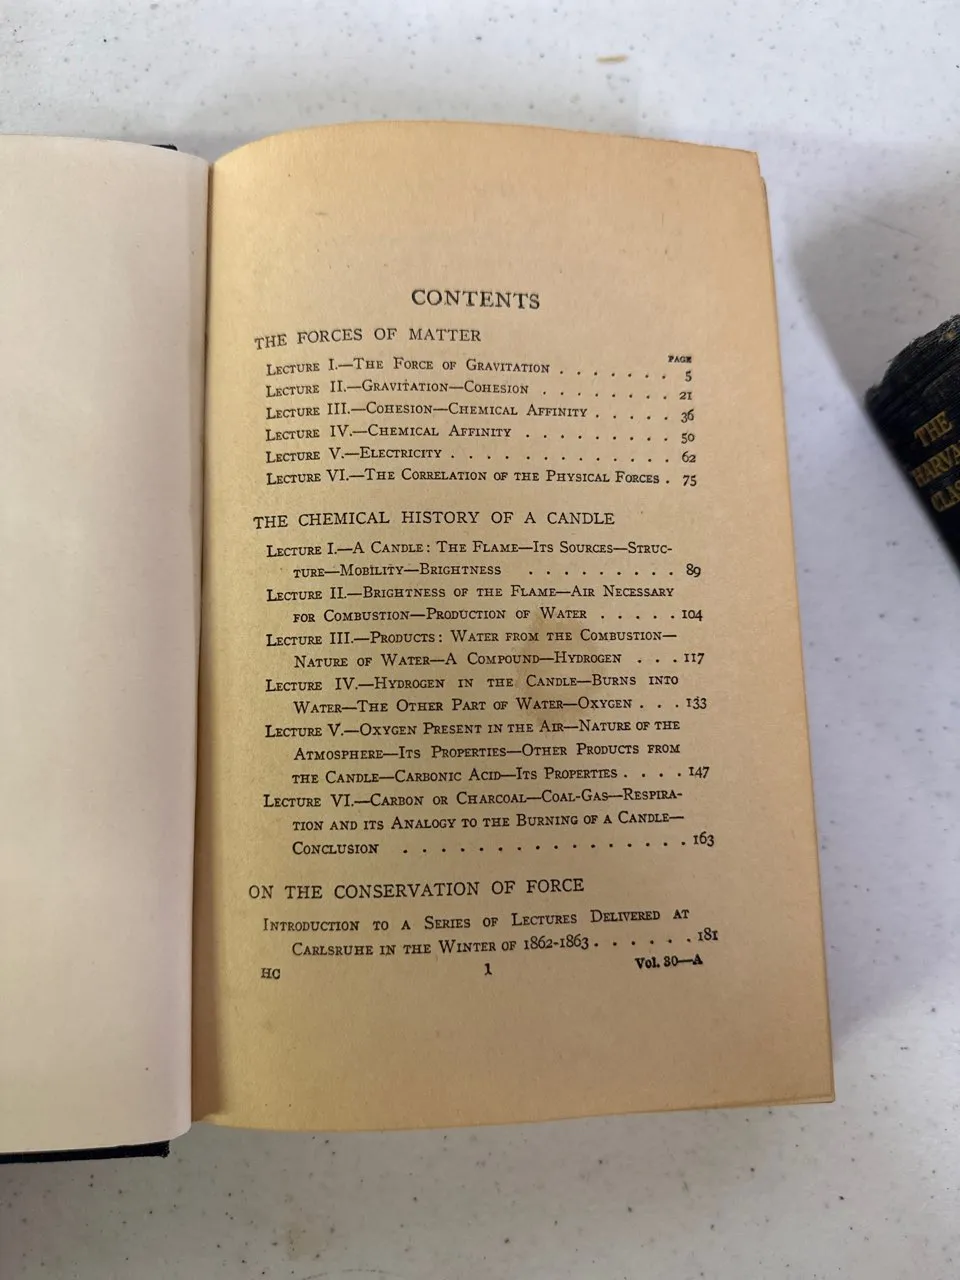 CONTENTS
THE FORCES OF MATTER
PAGE
LECTURE I.—THE FORCE OF GRAVITATION . . . . . . . 5
LECTURE II.—GRAVITATION—COHESION . . . . . . . . 21
LECTURE III.—COHESION—CHEMICAL AFFINITY . . . . . 36
LECTURE IV.—CHEMICAL AFFINITY . . . . . . . . . 50
LECTURE V.—ELECTRICITY . . . . . . . . . . . . . 62
LECTURE VI.—THE CORRELATION OF THE PHYSICAL FORCES . 75
THE CHEMICAL HISTORY OF A CANDLE
LECTURE I.—A CANDLE: THE FLAME—ITS SOURCES—STRUC-
TURE—MOBILITY—BRIGHTNESS . . . . . . . . . 89
LECTURE II.—BRIGHTNESS OF THE FLAME—AIR NECESSARY
FOR COMBUSTION—PRODUCTION OF WATER . . . . . 104
LECTURE III.—PRODUCTS: WATER FROM THE COMBUSTION—
NATURE OF WATER—A COMPOUND—HYDROGEN . . . 117
LECTURE IV.—HYDROGEN IN THE CANDLE—BURNS INTO
WATER—THE OTHER PART OF WATER—OXYGEN . . . 133
LECTURE V.—OXYGEN PRESENT IN THE AIR—NATURE OF THE
ATMOSPHERE—ITS PROPERTIES—OTHER PRODUCTS FROM
THE CANDLE—CARBONIC ACID—ITS PROPERTIES . . . . 147
LECTURE VI.—CARBON OR CHARCOAL—COAL-GAS—RESPIRA-
TION AND ITS ANALOGY TO THE BURNING OF A CANDLE—
CONCLUSION . . . . . . . . . . . . . . . . 163
ON THE CONSERVATION OF FORCE
INTRODUCTION TO A SERIES OF LECTURES DELIVERED AT
CARLSRUHE IN THE WINTER OF 1862-1863 . . . . . . 181
HC 1 Vol. 30—A
THE
HARVA
CLAS